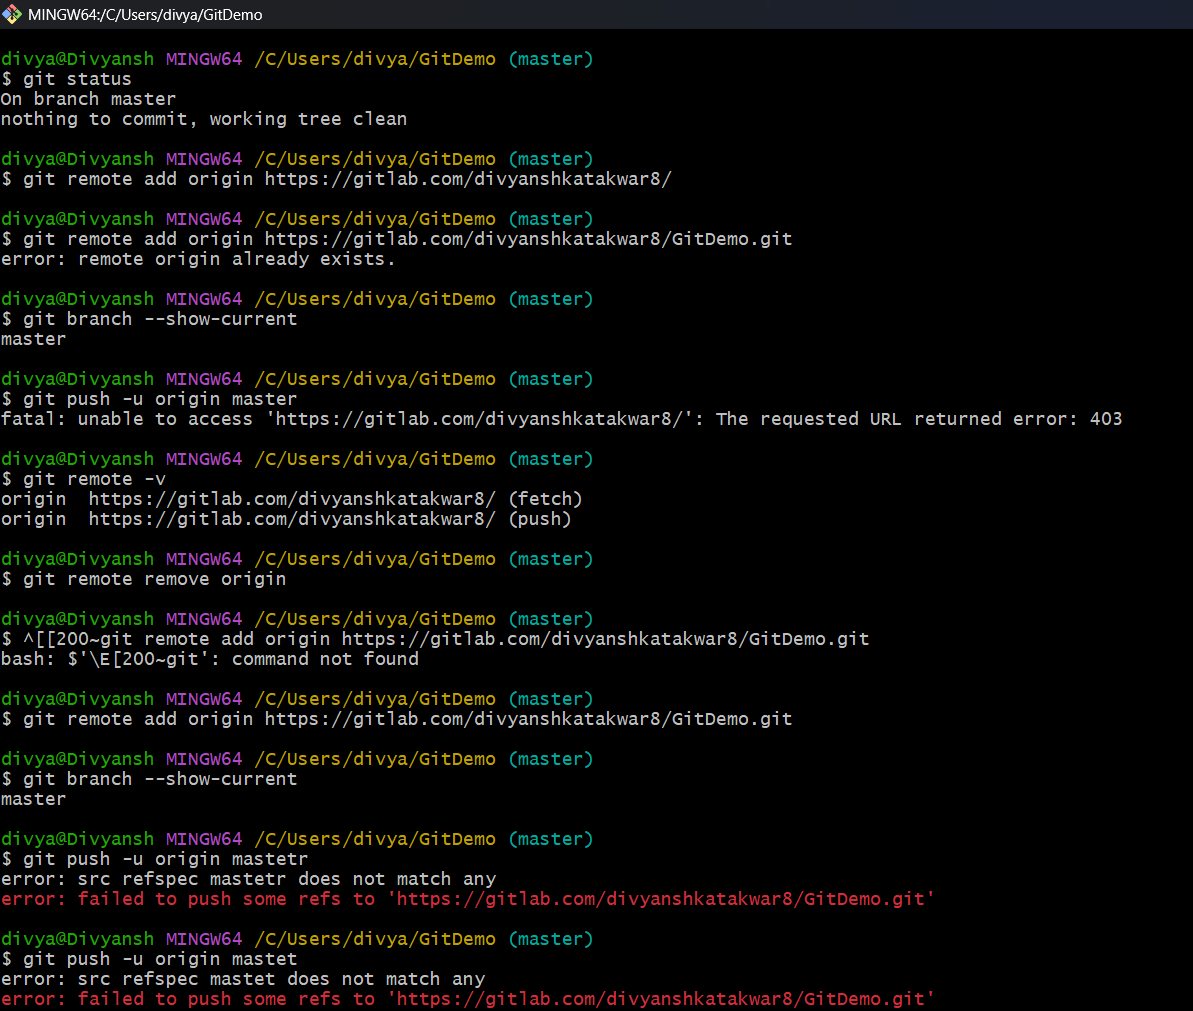 MINGW64:/C/Users/divya/GitDemo
divya@Divyansh MINGW64 /C/Users/divya/GitDemo (master)
$ git status
On branch master
nothing to commit, working tree clean
divya@Divyansh MINGW64 /C/Users/divya/GitDemo (master)
$ git remote add origin https://gitlab.com/divyanshkatakwar8/
divya@Divyansh MINGW64 /C/Users/divya/GitDemo (master)
$ git remote add origin https://gitlab.com/divyanshkatakwar8/GitDemo.git
error: remote origin already exists.
divya@Divyansh MINGW64 /C/Users/divya/GitDemo (master)
$ git branch --show-current
master
divya@Divyansh MINGW64 /C/Users/divya/GitDemo (master)
$ git push -u origin master
fatal: unable to access 'https://gitlab.com/divyanshkatakwar8/': The requested URL returned error: 403
divya@Divyansh MINGW64 /C/Users/divya/GitDemo (master)
$ git remote -v
origin  https://gitlab.com/divyanshkatakwar8/ (fetch)
origin  https://gitlab.com/divyanshkatakwar8/ (push)
divya@Divyansh MINGW64 /C/Users/divya/GitDemo (master)
$ git remote remove origin
divya@Divyansh MINGW64 /C/Users/divya/GitDemo (master)
$ ^[[200~git remote add origin https://gitlab.com/divyanshkatakwar8/GitDemo.git
bash: $'\E[200~git': command not found
divya@Divyansh MINGW64 /C/Users/divya/GitDemo (master)
$ git remote add origin https://gitlab.com/divyanshkatakwar8/GitDemo.git
divya@Divyansh MINGW64 /C/Users/divya/GitDemo (master)
$ git branch --show-current
master
divya@Divyansh MINGW64 /C/Users/divya/GitDemo (master)
$ git push -u origin mastetr
error: src refspec mastetr does not match any
error: failed to push some refs to 'https://gitlab.com/divyanshkatakwar8/GitDemo.git'
divya@Divyansh MINGW64 /C/Users/divya/GitDemo (master)
$ git push -u origin mastet
error: src refspec mastet does not match any
error: failed to push some refs to 'https://gitlab.com/divyanshkatakwar8/GitDemo.git'